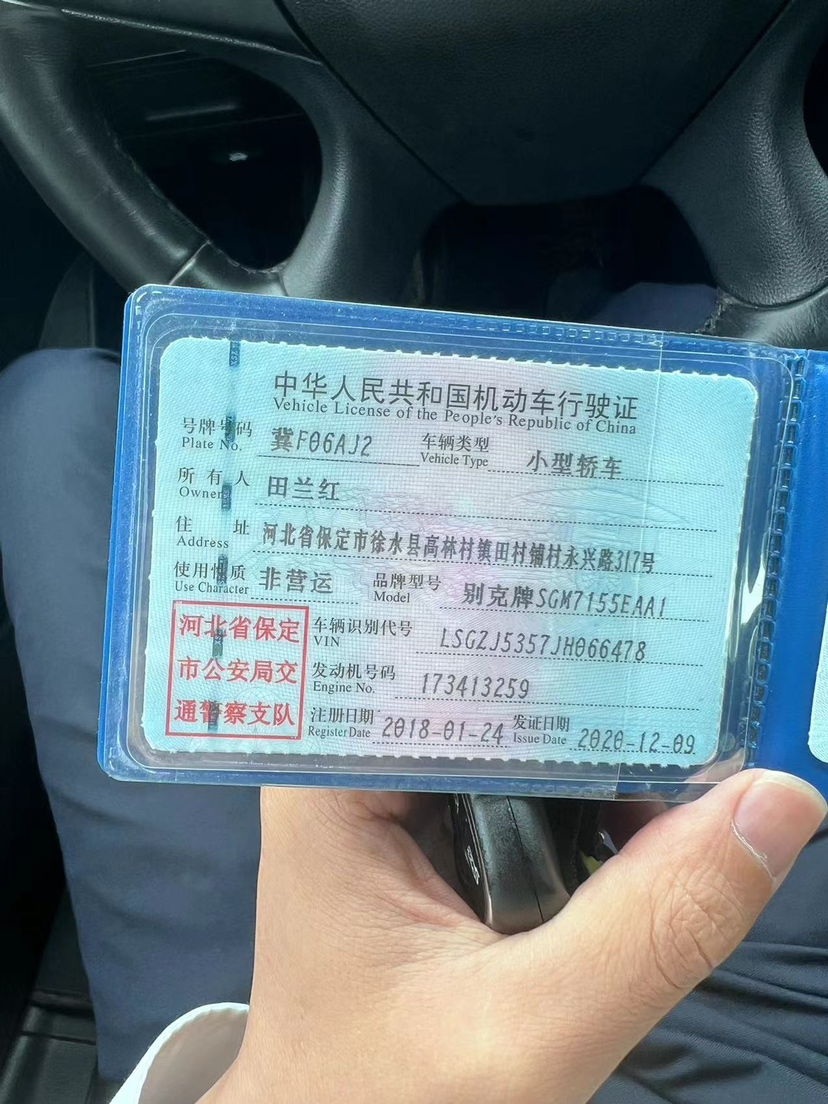 中华人民共和国机动车行驶证
Vehicle License of the People's Republic of China
号牌号码 Plate No. 冀F06AJ2 车辆类型 Vehicle Type 小型轿车
所有人 Owner 田兰红
住址 Address 河北省保定市徐水县高林村镇田村铺村永兴路317号
使用性质 Use Character 非营运 品牌型号 Model 别克牌SGM7155EAA1
车辆识别代号 VIN LSGZJ5357JH066478
发动机号码 Engine No. 173413259
注册日期 Register Date 2018-01-24 发证日期 Issue Date 2020-12-09
河北省保定
市公安局交
通警察支队